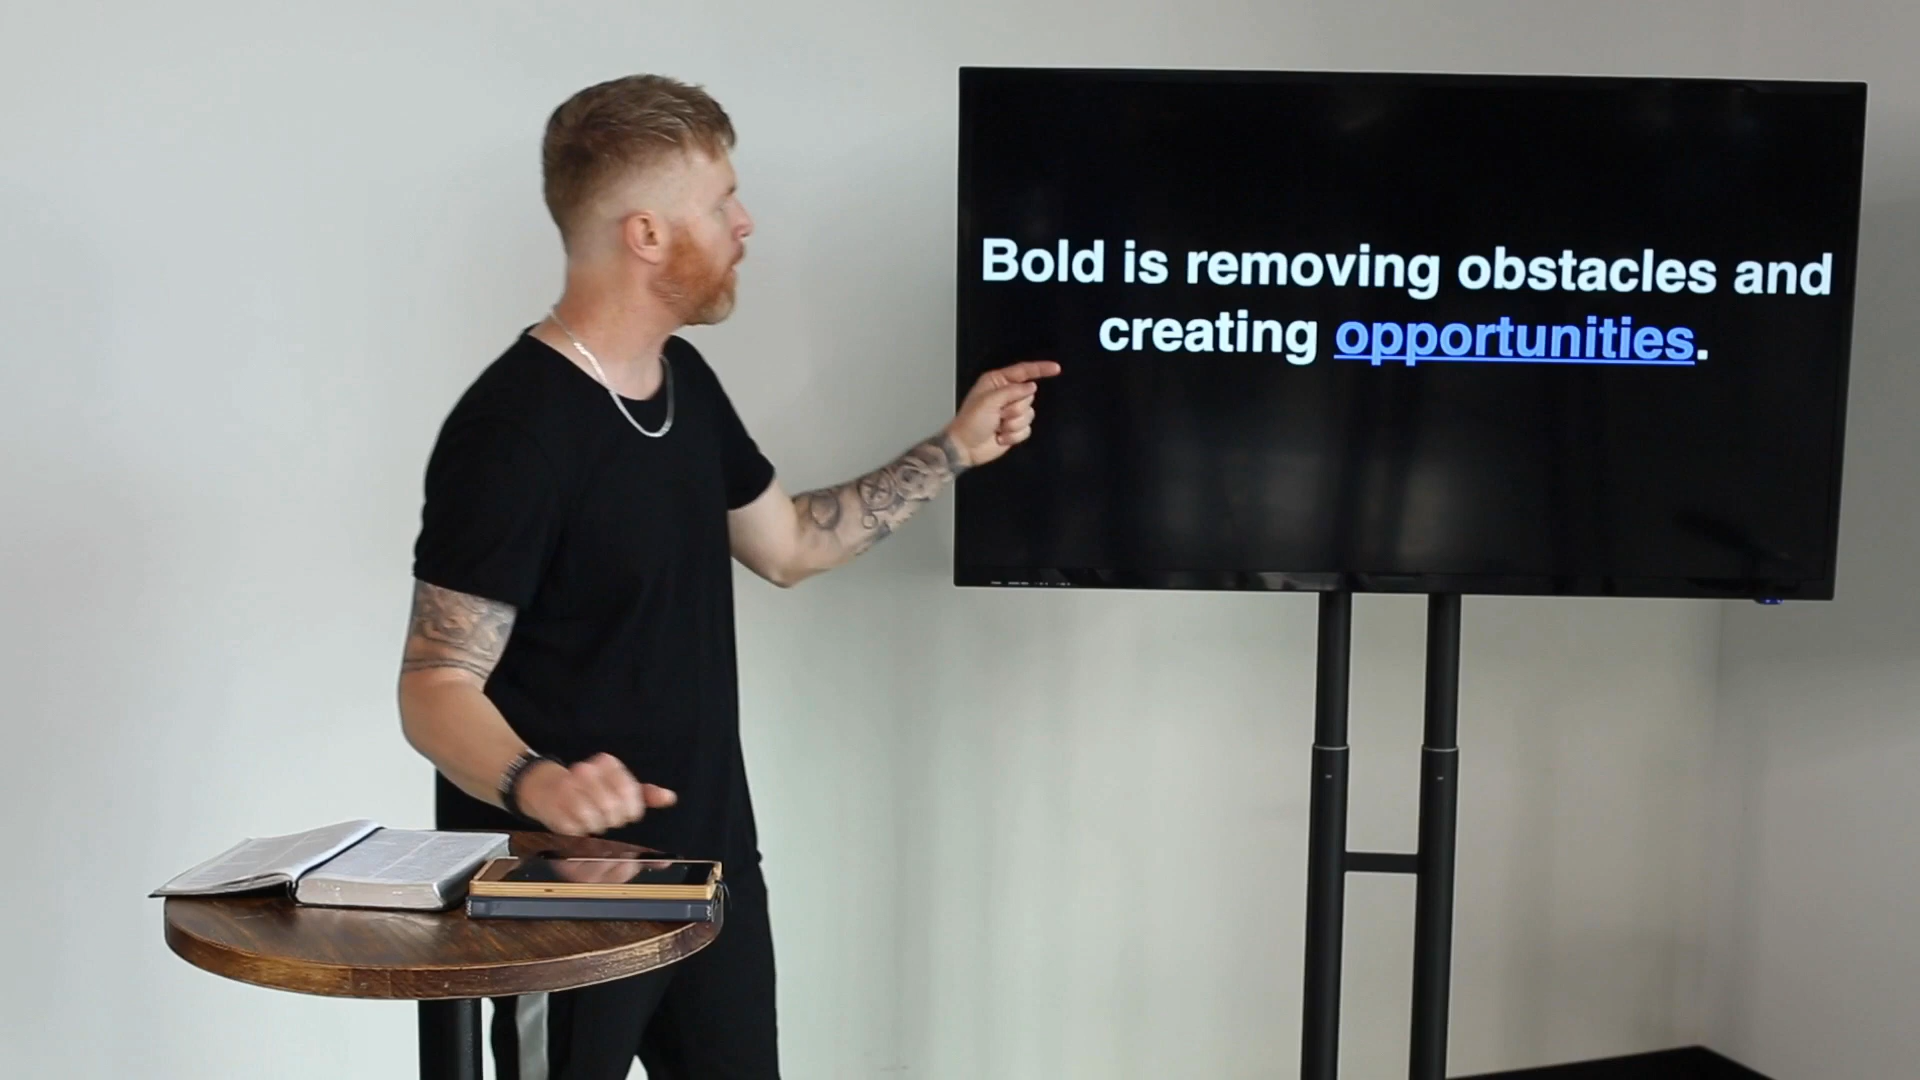 Bold is removing obstacles and
creating opportunities.